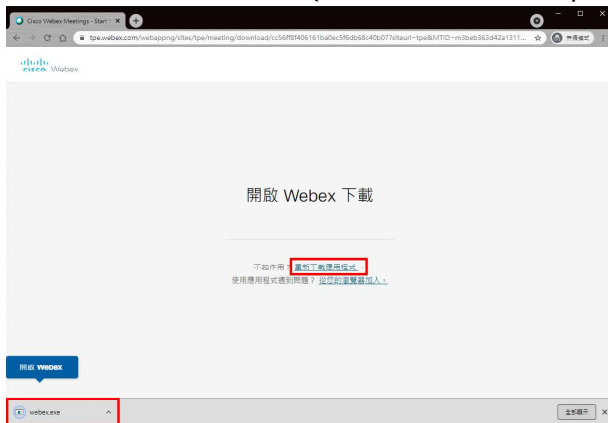 Cisco Webex Meetings - Start
tpe.webex.com/webappng/sites/tpe/meeting/download/cc56ff8f406161ba0ec5f6db68c40b077siteurl=tpe&MTID=m3beb363d42a1311...
無痕模式
CISCO Webex
開啟 Webex 下載
不起作用? 重新下載應用程式。
使用應用程式遇到問題? 從您的瀏覽器加入。
開啟 Webex
webex.exe
全部顯示